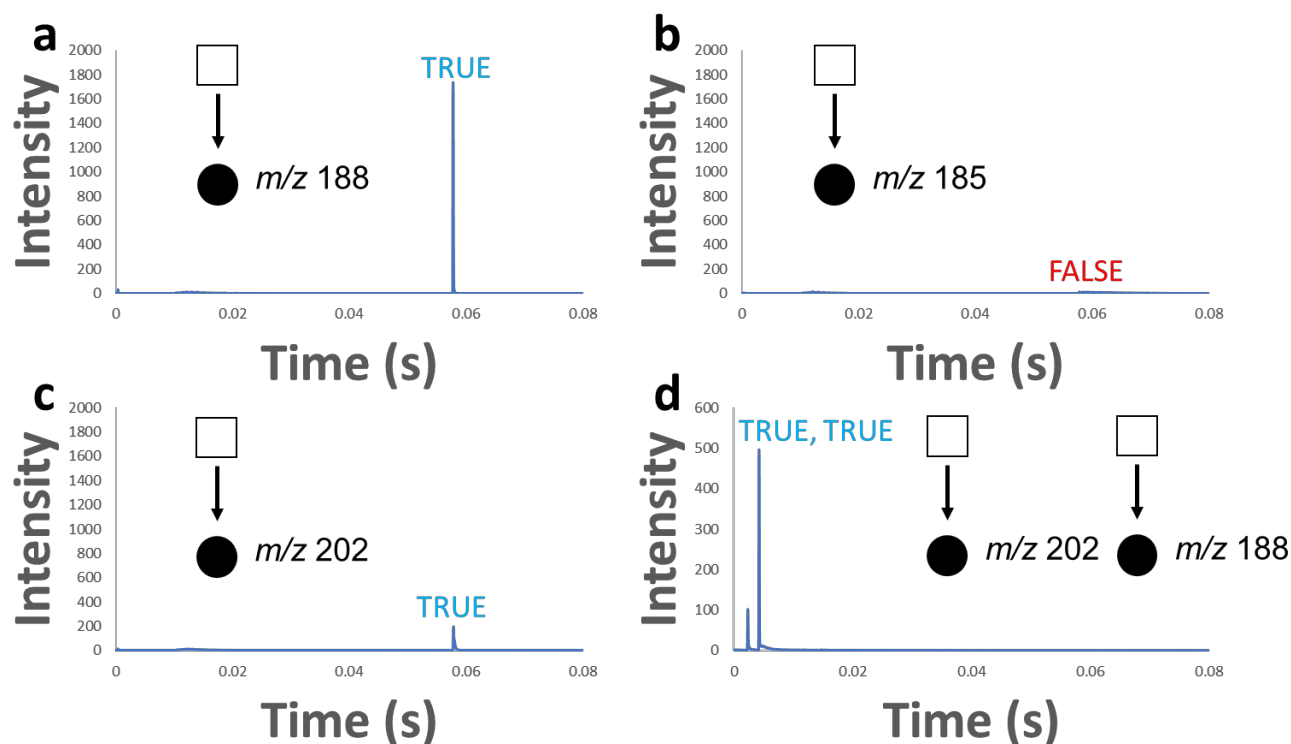 a
Intensity
2000
1800
1600
1400
1200
1000
800
600
400
200
0
TRUE
m/z 188
0 0.02 0.04 0.06 0.08
Time (s)
b
Intensity
2000
1800
1600
1400
1200
1000
800
600
400
200
0
m/z 185
FALSE
0 0.02 0.04 0.06 0.08
Time (s)
c
Intensity
2000
1800
1600
1400
1200
1000
800
600
400
200
0
m/z 202
TRUE
0 0.02 0.04 0.06 0.08
Time (s)
d
Intensity
600
500
400
300
200
100
0
TRUE, TRUE
m/z 202 m/z 188
0 0.02 0.04 0.06 0.08
Time (s)